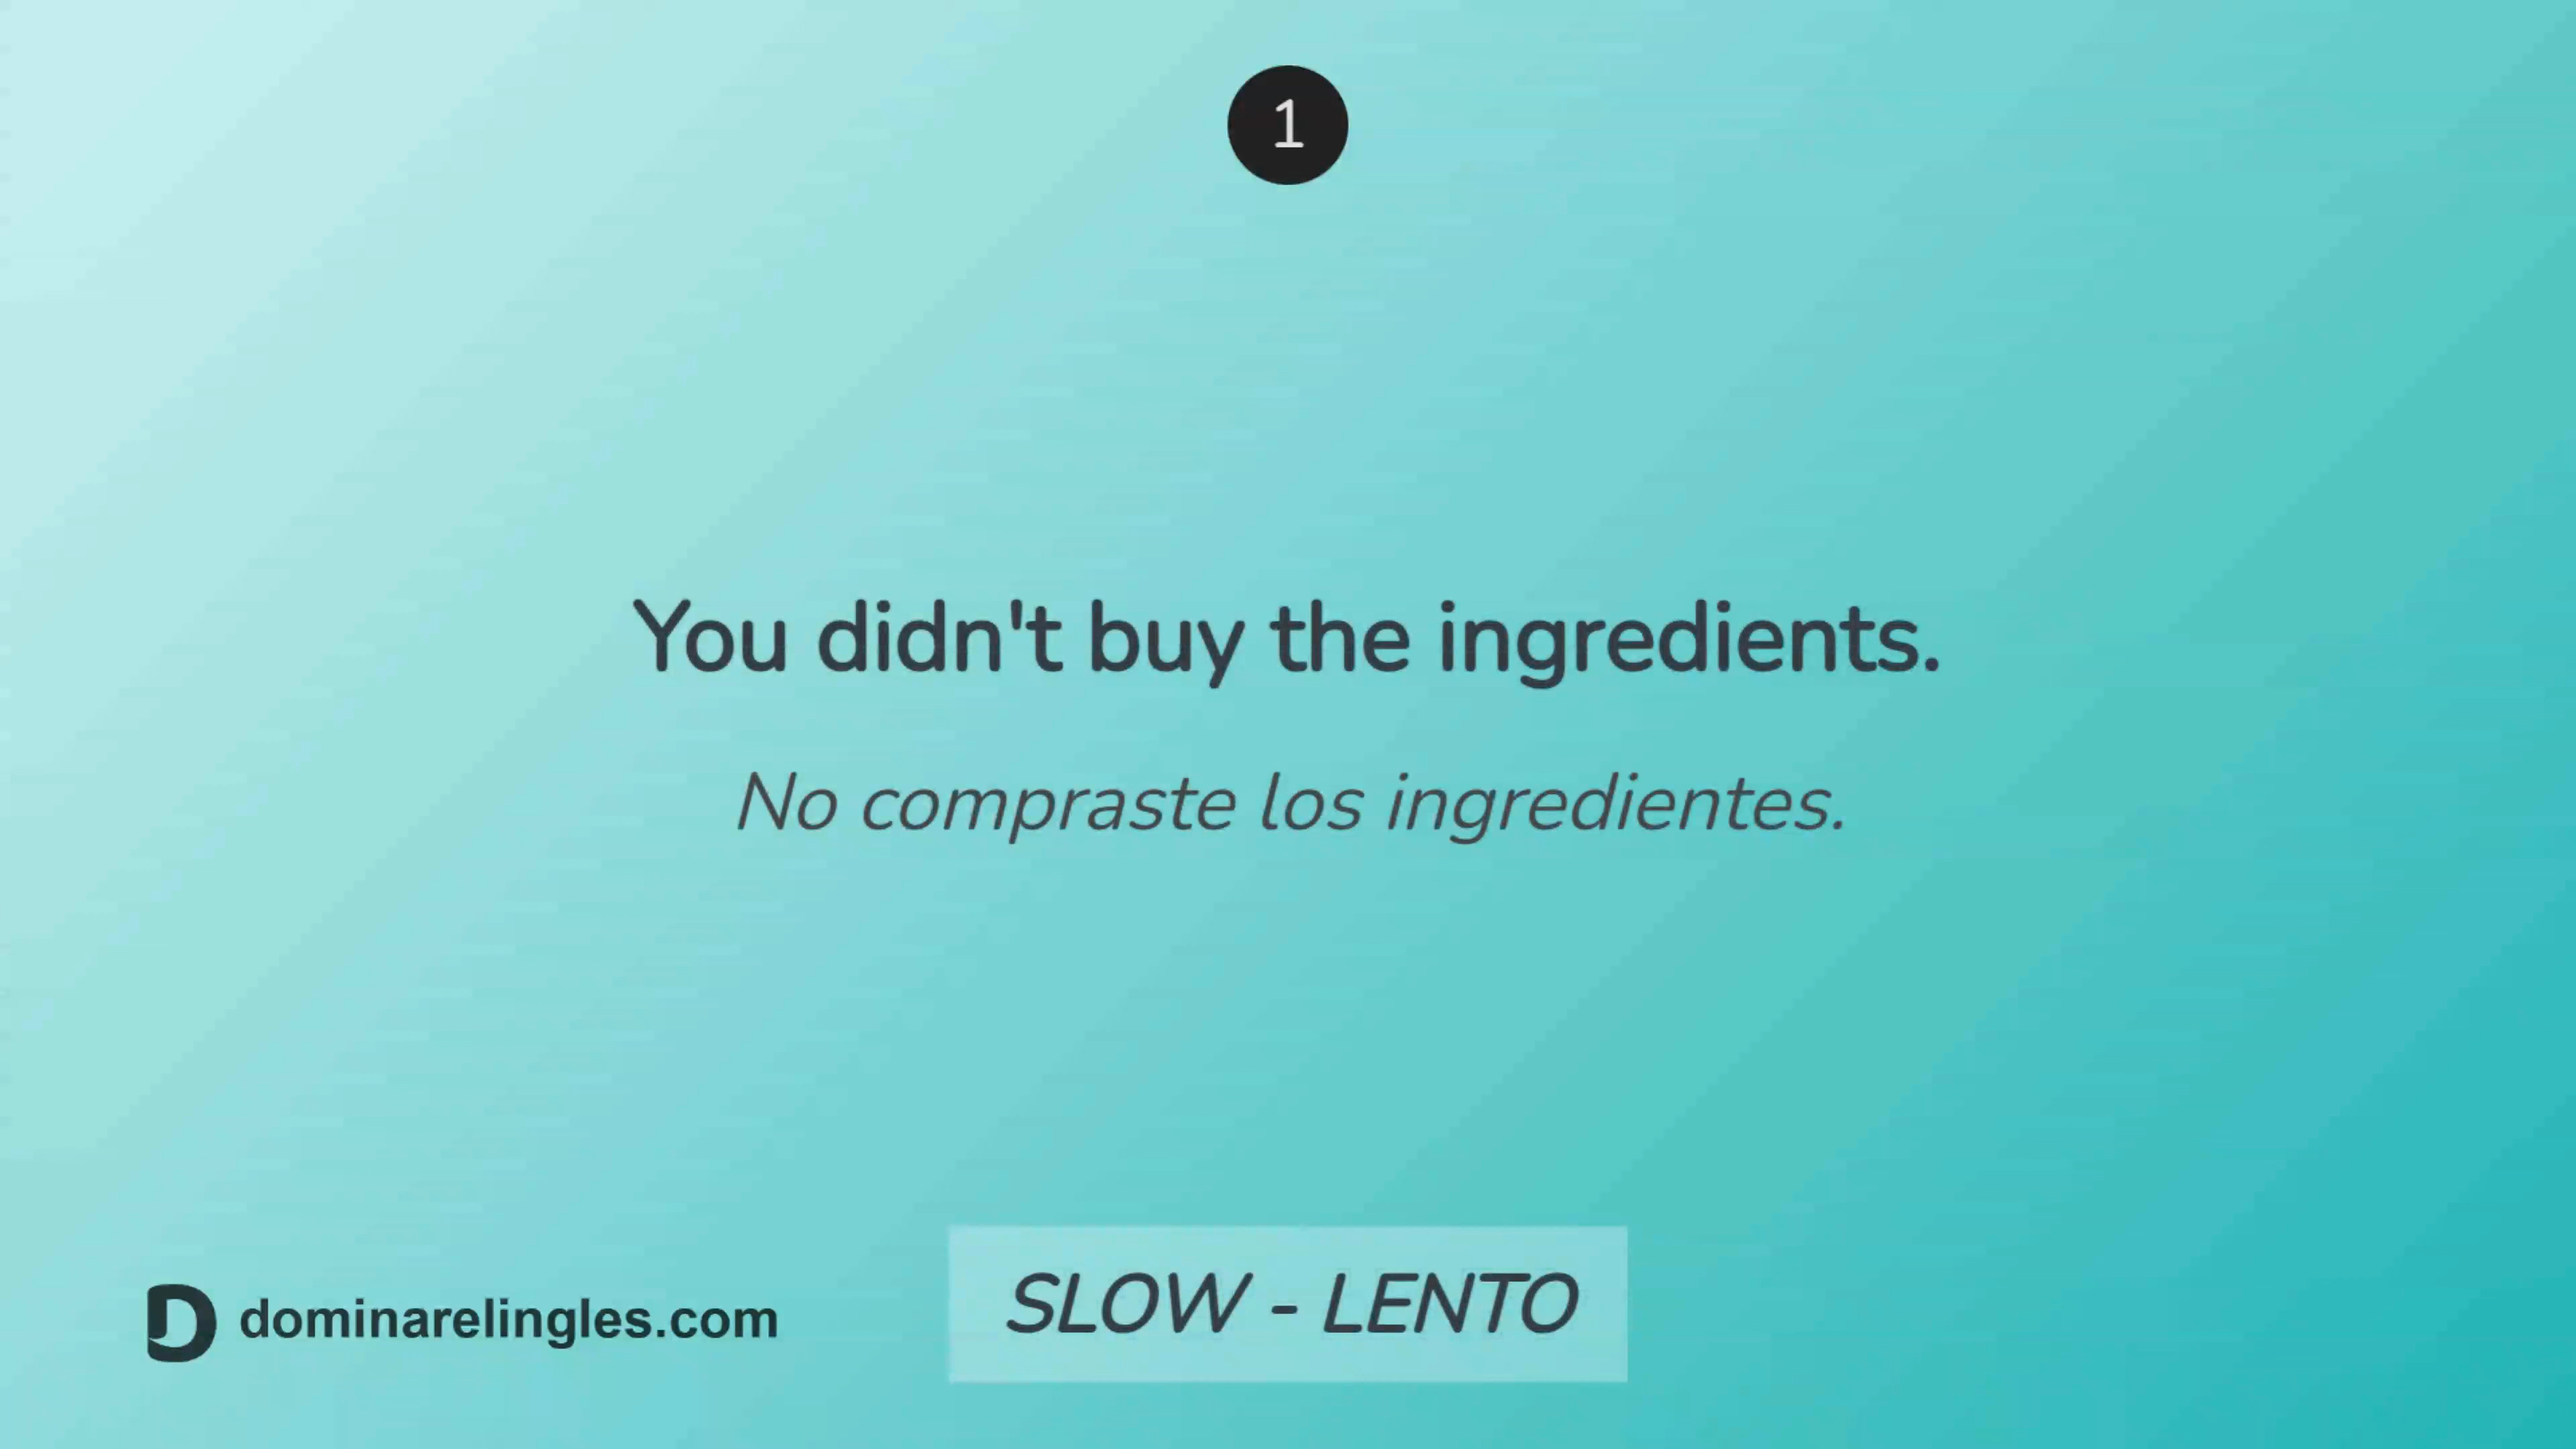 1
You didn't buy the ingredients.
No compraste los ingredientes.
SLOW - LENTO
D dominarelingles.com